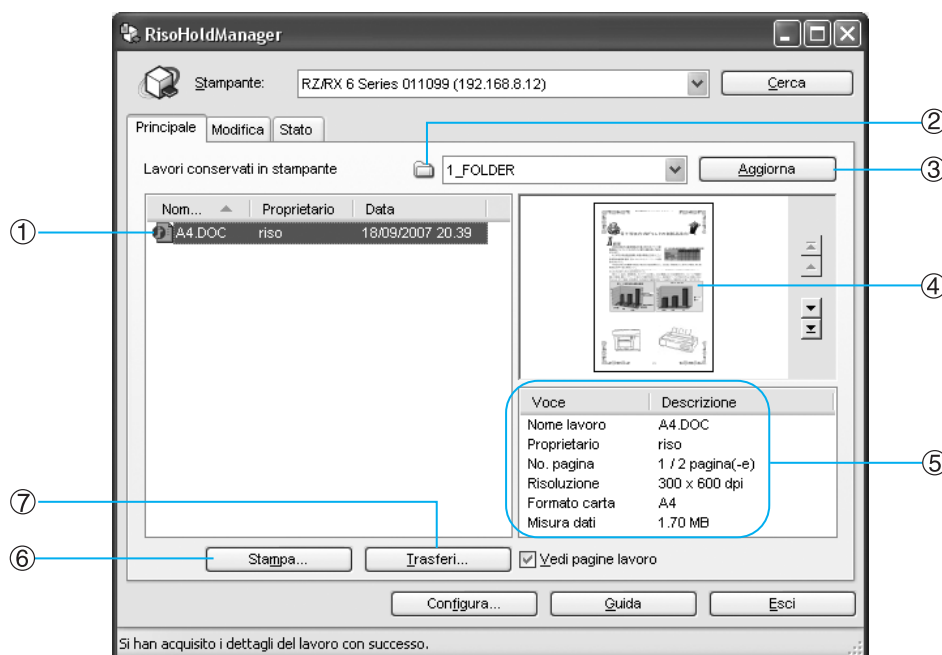 RisoHoldManager
Stampante: RZ/RX 6 Series 011099 (192.168.8.12) Cerca
Principale Modifica Stato
②
Lavori conservati in stampante 1_FOLDER Aggiorna ③
Nom... Proprietario Data
① A4.DOC riso 18/09/2007 20.39
④
Voce Descrizione
Nome lavoro A4.DOC
Proprietario riso
No. pagina 1 / 2 pagina(-e) ⑤
Risoluzione 300 x 600 dpi
Formato carta A4
Misura dati 1.70 MB
⑦
⑥ Stampa... Trasferi... Vedi pagine lavoro
Configura... Guida Esci
Si han acquisito i dettagli del lavoro con successo.